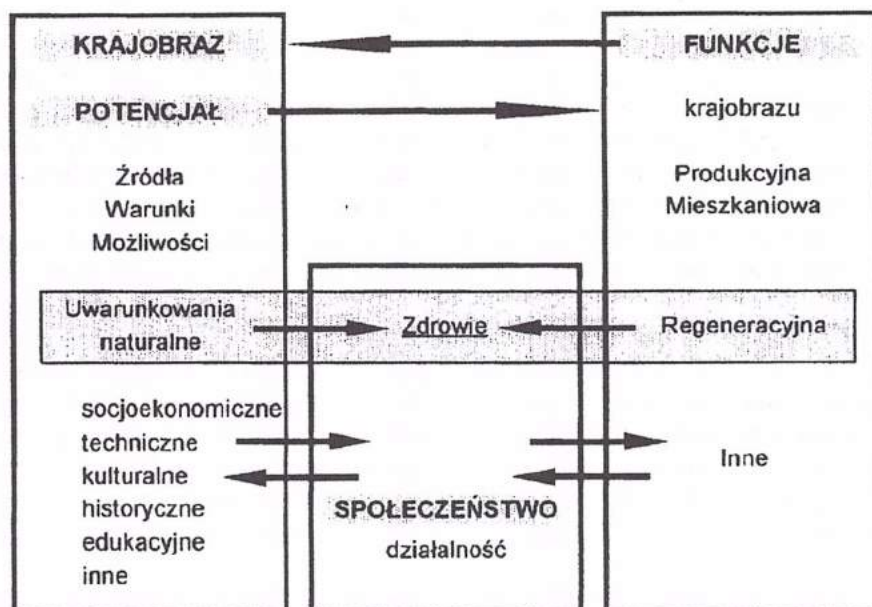 KRAJOBRAZ
POTENCJAŁ
Źródła
Warunki
Możliwości
Uwarunkowania
naturalne
socjoekonomiczne
techniczne
kulturalne
historyczne
edukacyjne
inne
Zdrowie
SPOŁECZEŃSTWO
działalność
FUNKCJE
krajobrazu
Produkcyjna
Mieszkaniowa
Regeneracyjna
Inne